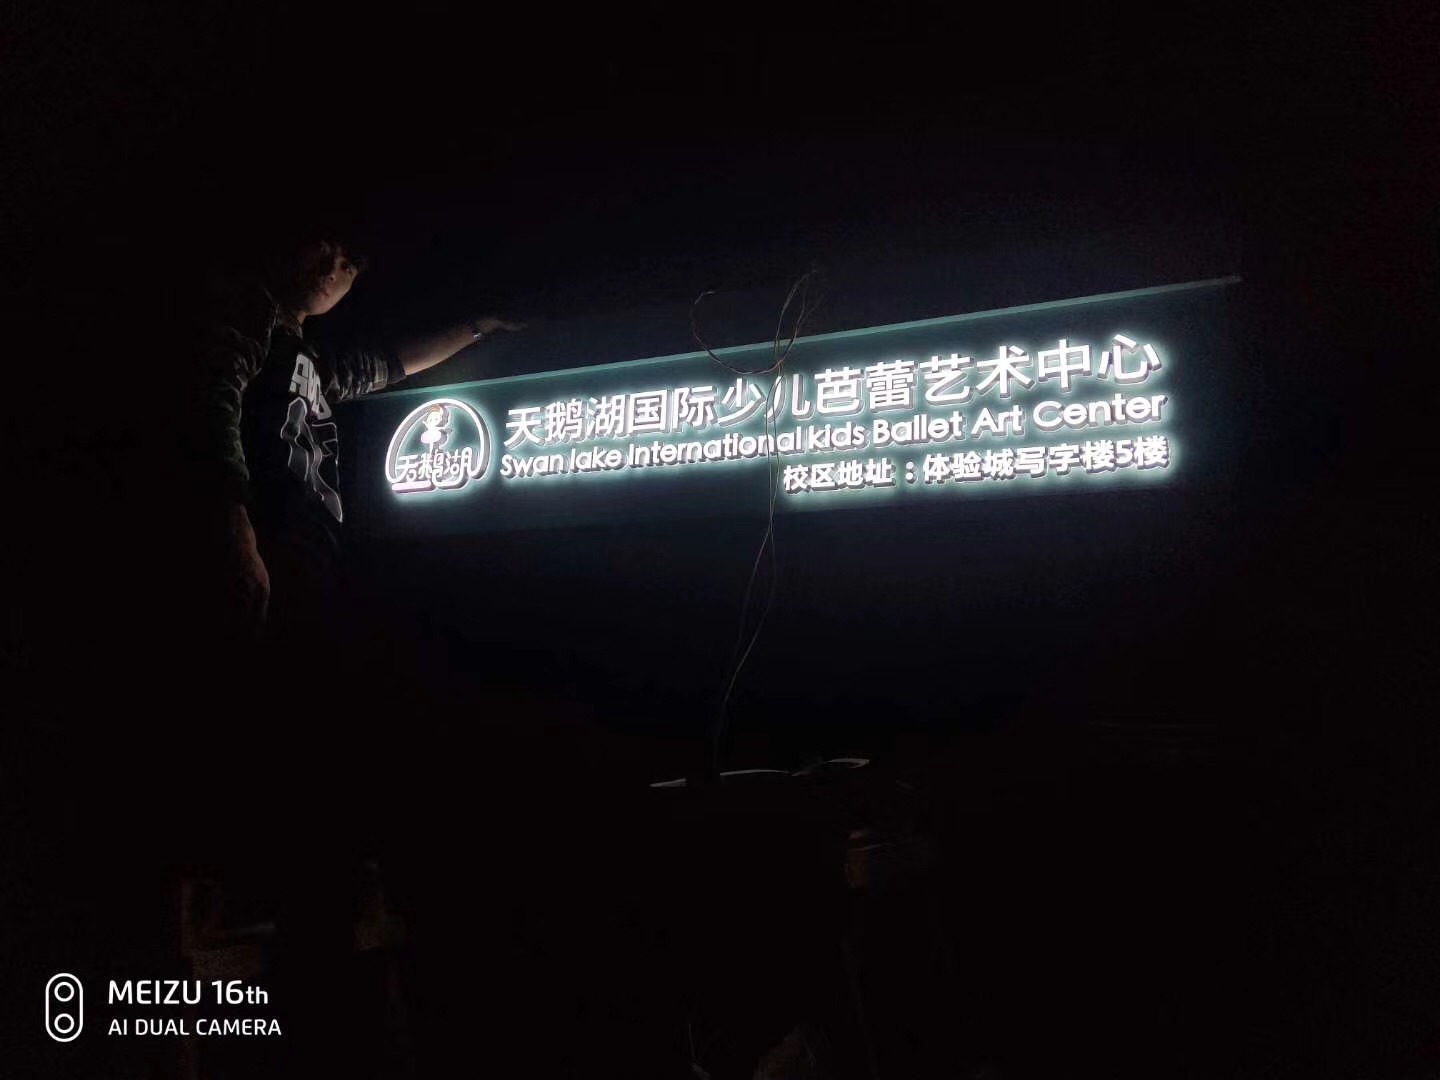 天鹅湖
天鹅湖国际少儿芭蕾艺术中心
Swan lake International kids Ballet Art Center
校区地址：体验城写字楼5楼
MEIZU 16th
AI DUAL CAMERA